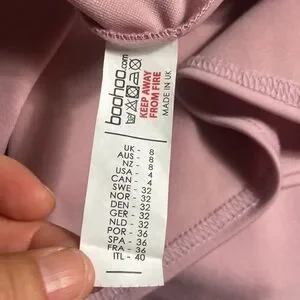 boohoo.com
KEEP AWAY
FROM FIRE
MADE IN UK
UK - 8
AUS - 8
NZ - 8
USA - 4
CAN - 4
SWE - 32
NOR - 32
DEN - 32
GER - 32
NLD - 32
POR - 36
SPA - 36
FRA - 36
ITL - 40